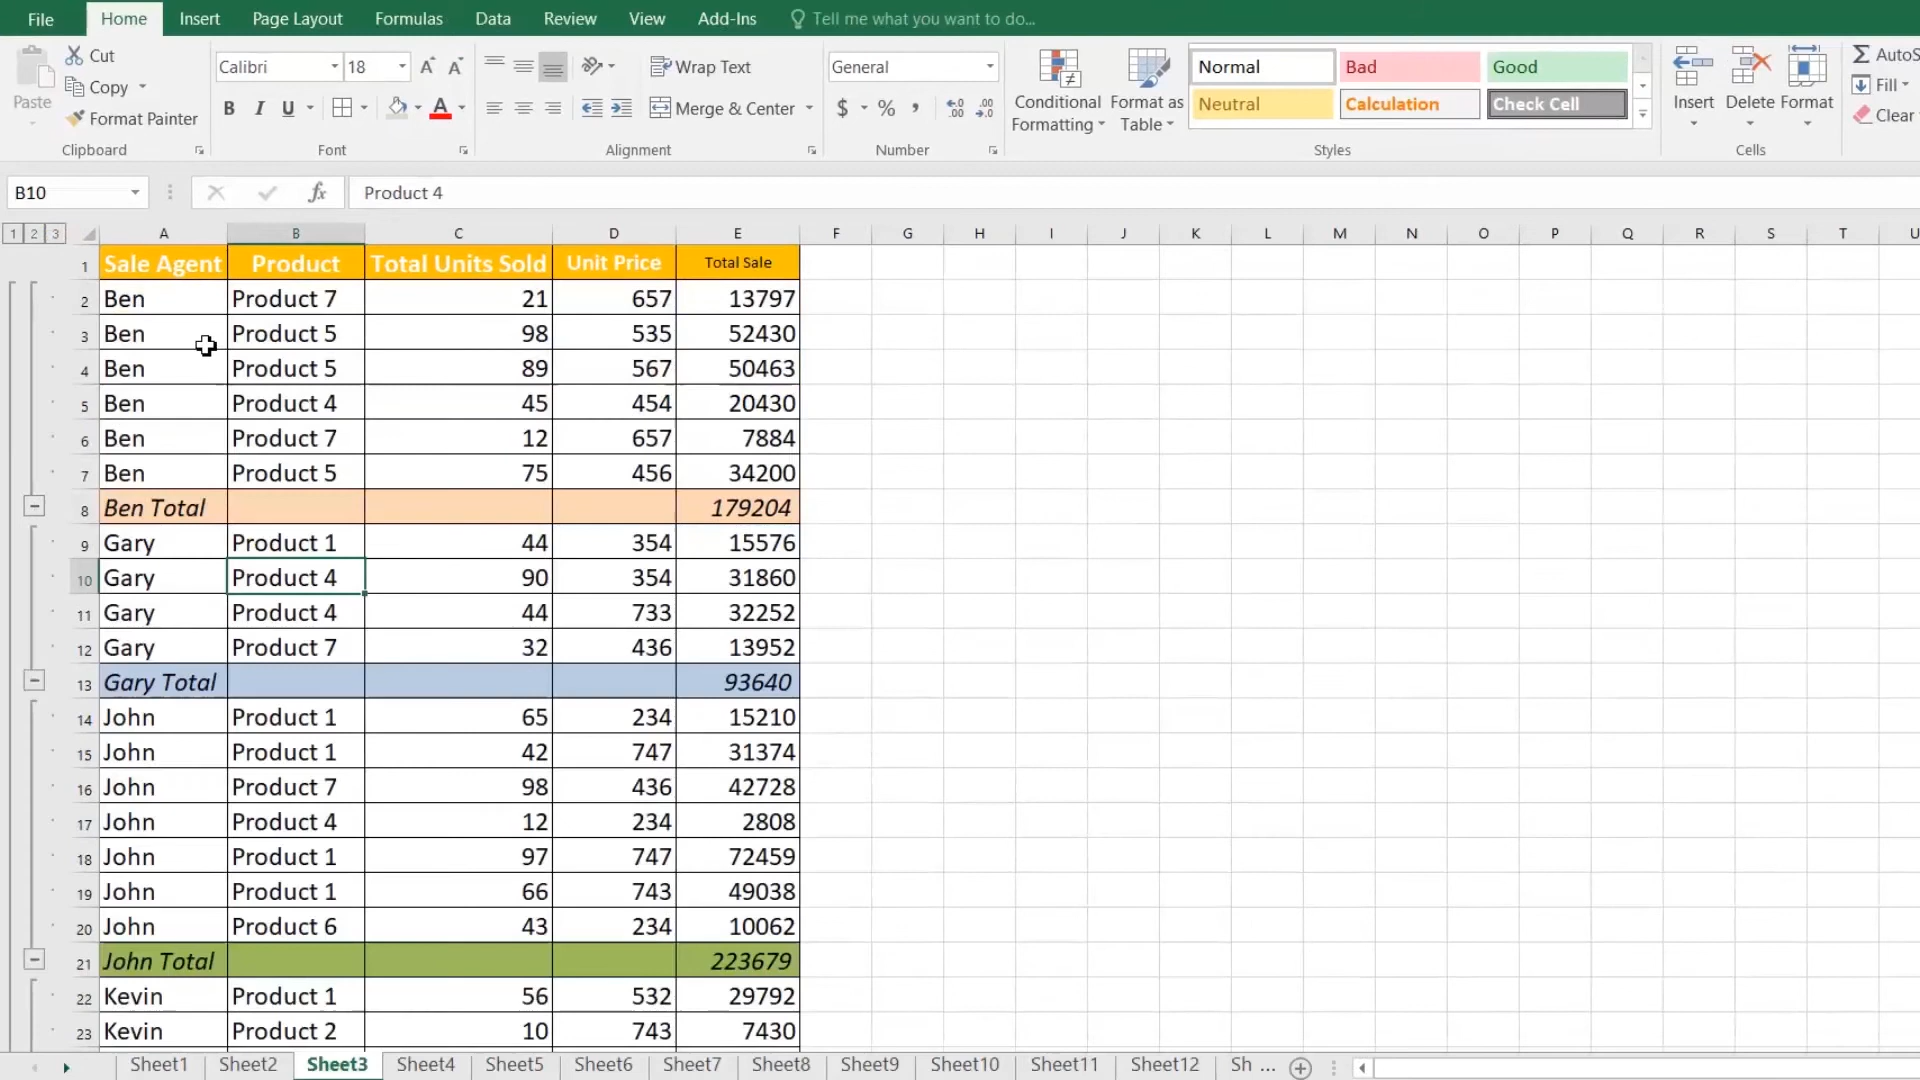 File Home Insert Page Layout Formulas Data Review View Add-Ins Tell me what you want to do...
Paste
Cut
Copy
Format Painter
Clipboard
Calibri 18 A A
B I U A
Font
Wrap Text
Merge & Center
Alignment
General
$ % , .0 .00 .00 .0
Number
Conditional Formatting
Format as Table
Normal Bad Good
Neutral Calculation Check Cell
Styles
Insert Delete Format
Cells
AutoS
Fill
Clear
B10 fx Product 4
1 2 3 A B C D E F G H I J K L M N O P Q R S T U
1 Sale Agent Product Total Units Sold Unit Price Total Sale
2 Ben Product 7 21 657 13797
3 Ben Product 5 98 535 52430
4 Ben Product 5 89 567 50463
5 Ben Product 4 45 454 20430
6 Ben Product 7 12 657 7884
7 Ben Product 5 75 456 34200
8 Ben Total 179204
9 Gary Product 1 44 354 15576
10 Gary Product 4 90 354 31860
11 Gary Product 4 44 733 32252
12 Gary Product 7 32 436 13952
13 Gary Total 93640
14 John Product 1 65 234 15210
15 John Product 1 42 747 31374
16 John Product 7 98 436 42728
17 John Product 4 12 234 2808
18 John Product 1 97 747 72459
19 John Product 1 66 743 49038
20 John Product 6 43 234 10062
21 John Total 223679
22 Kevin Product 1 56 532 29792
23 Kevin Product 2 10 743 7430
Sheet1 Sheet2 Sheet3 Sheet4 Sheet5 Sheet6 Sheet7 Sheet8 Sheet9 Sheet10 Sheet11 Sheet12 Sh ...